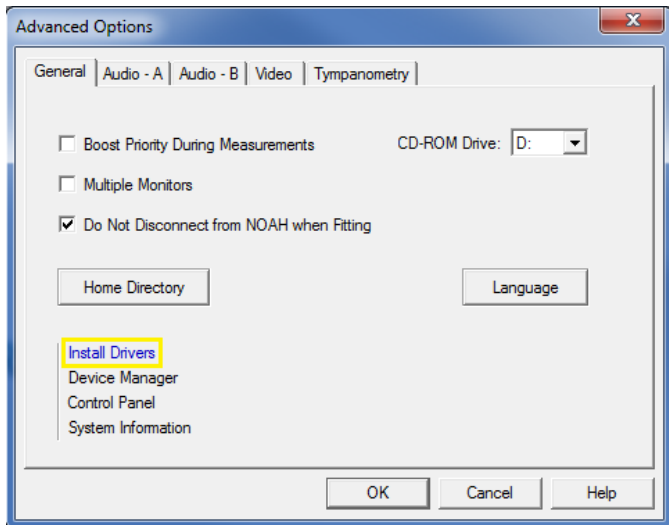 Advanced Options
General Audio - A Audio - B Video Tympanometry
Boost Priority During Measurements CD-ROM Drive: D:
Multiple Monitors
Do Not Disconnect from NOAH when Fitting
Home Directory Language
Install Drivers
Device Manager
Control Panel
System Information
OK Cancel Help